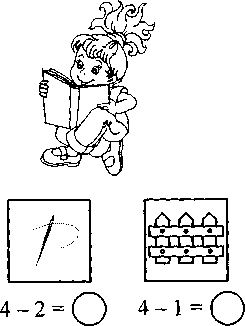 4 – 2 =
4 – 1 =